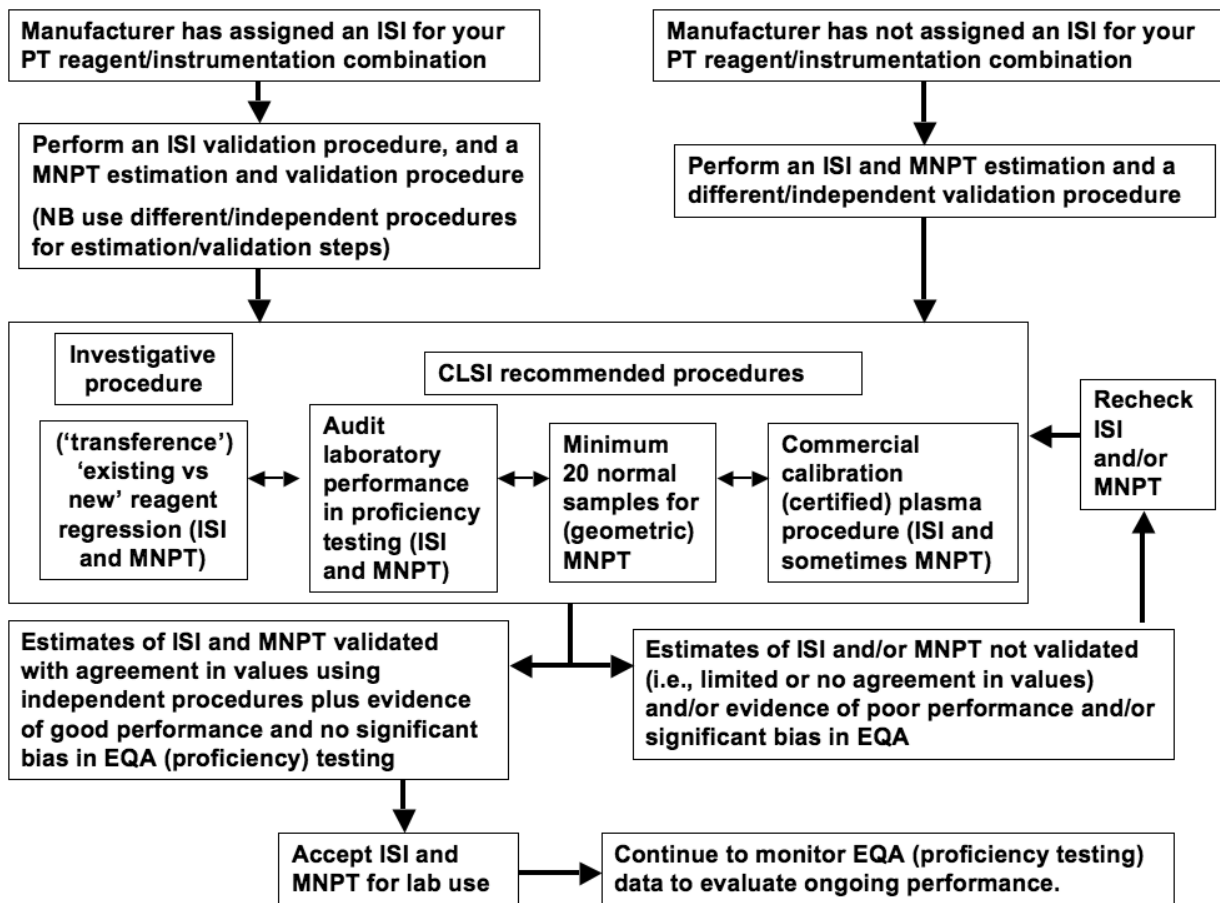 Manufacturer has assigned an ISI for your
PT reagent/instrumentation combination
Manufacturer has not assigned an ISI for your
PT reagent/instrumentation combination
Perform an ISI validation procedure, and a
MNPT estimation and validation procedure
(NB use different/independent procedures
for estimation/validation steps)
Perform an ISI and MNPT estimation and a
different/independent validation procedure
Investigative
procedure
CLSI recommended procedures
(‘transference’)
‘existing vs
new’ reagent
regression (ISI
and MNPT)
Audit
laboratory
performance
in proficiency
testing (ISI
and MNPT)
Minimum
20 normal
samples for
(geometric)
MNPT
Commercial
calibration
(certified) plasma
procedure (ISI and
sometimes MNPT)
Recheck
ISI
and/or
MNPT
Estimates of ISI and MNPT validated
with agreement in values using
independent procedures plus evidence
of good performance and no significant
bias in EQA (proficiency) testing
Estimates of ISI and/or MNPT not validated
(i.e., limited or no agreement in values)
and/or evidence of poor performance and/or
significant bias in EQA
Accept ISI and
MNPT for lab use
Continue to monitor EQA (proficiency testing)
data to evaluate ongoing performance.